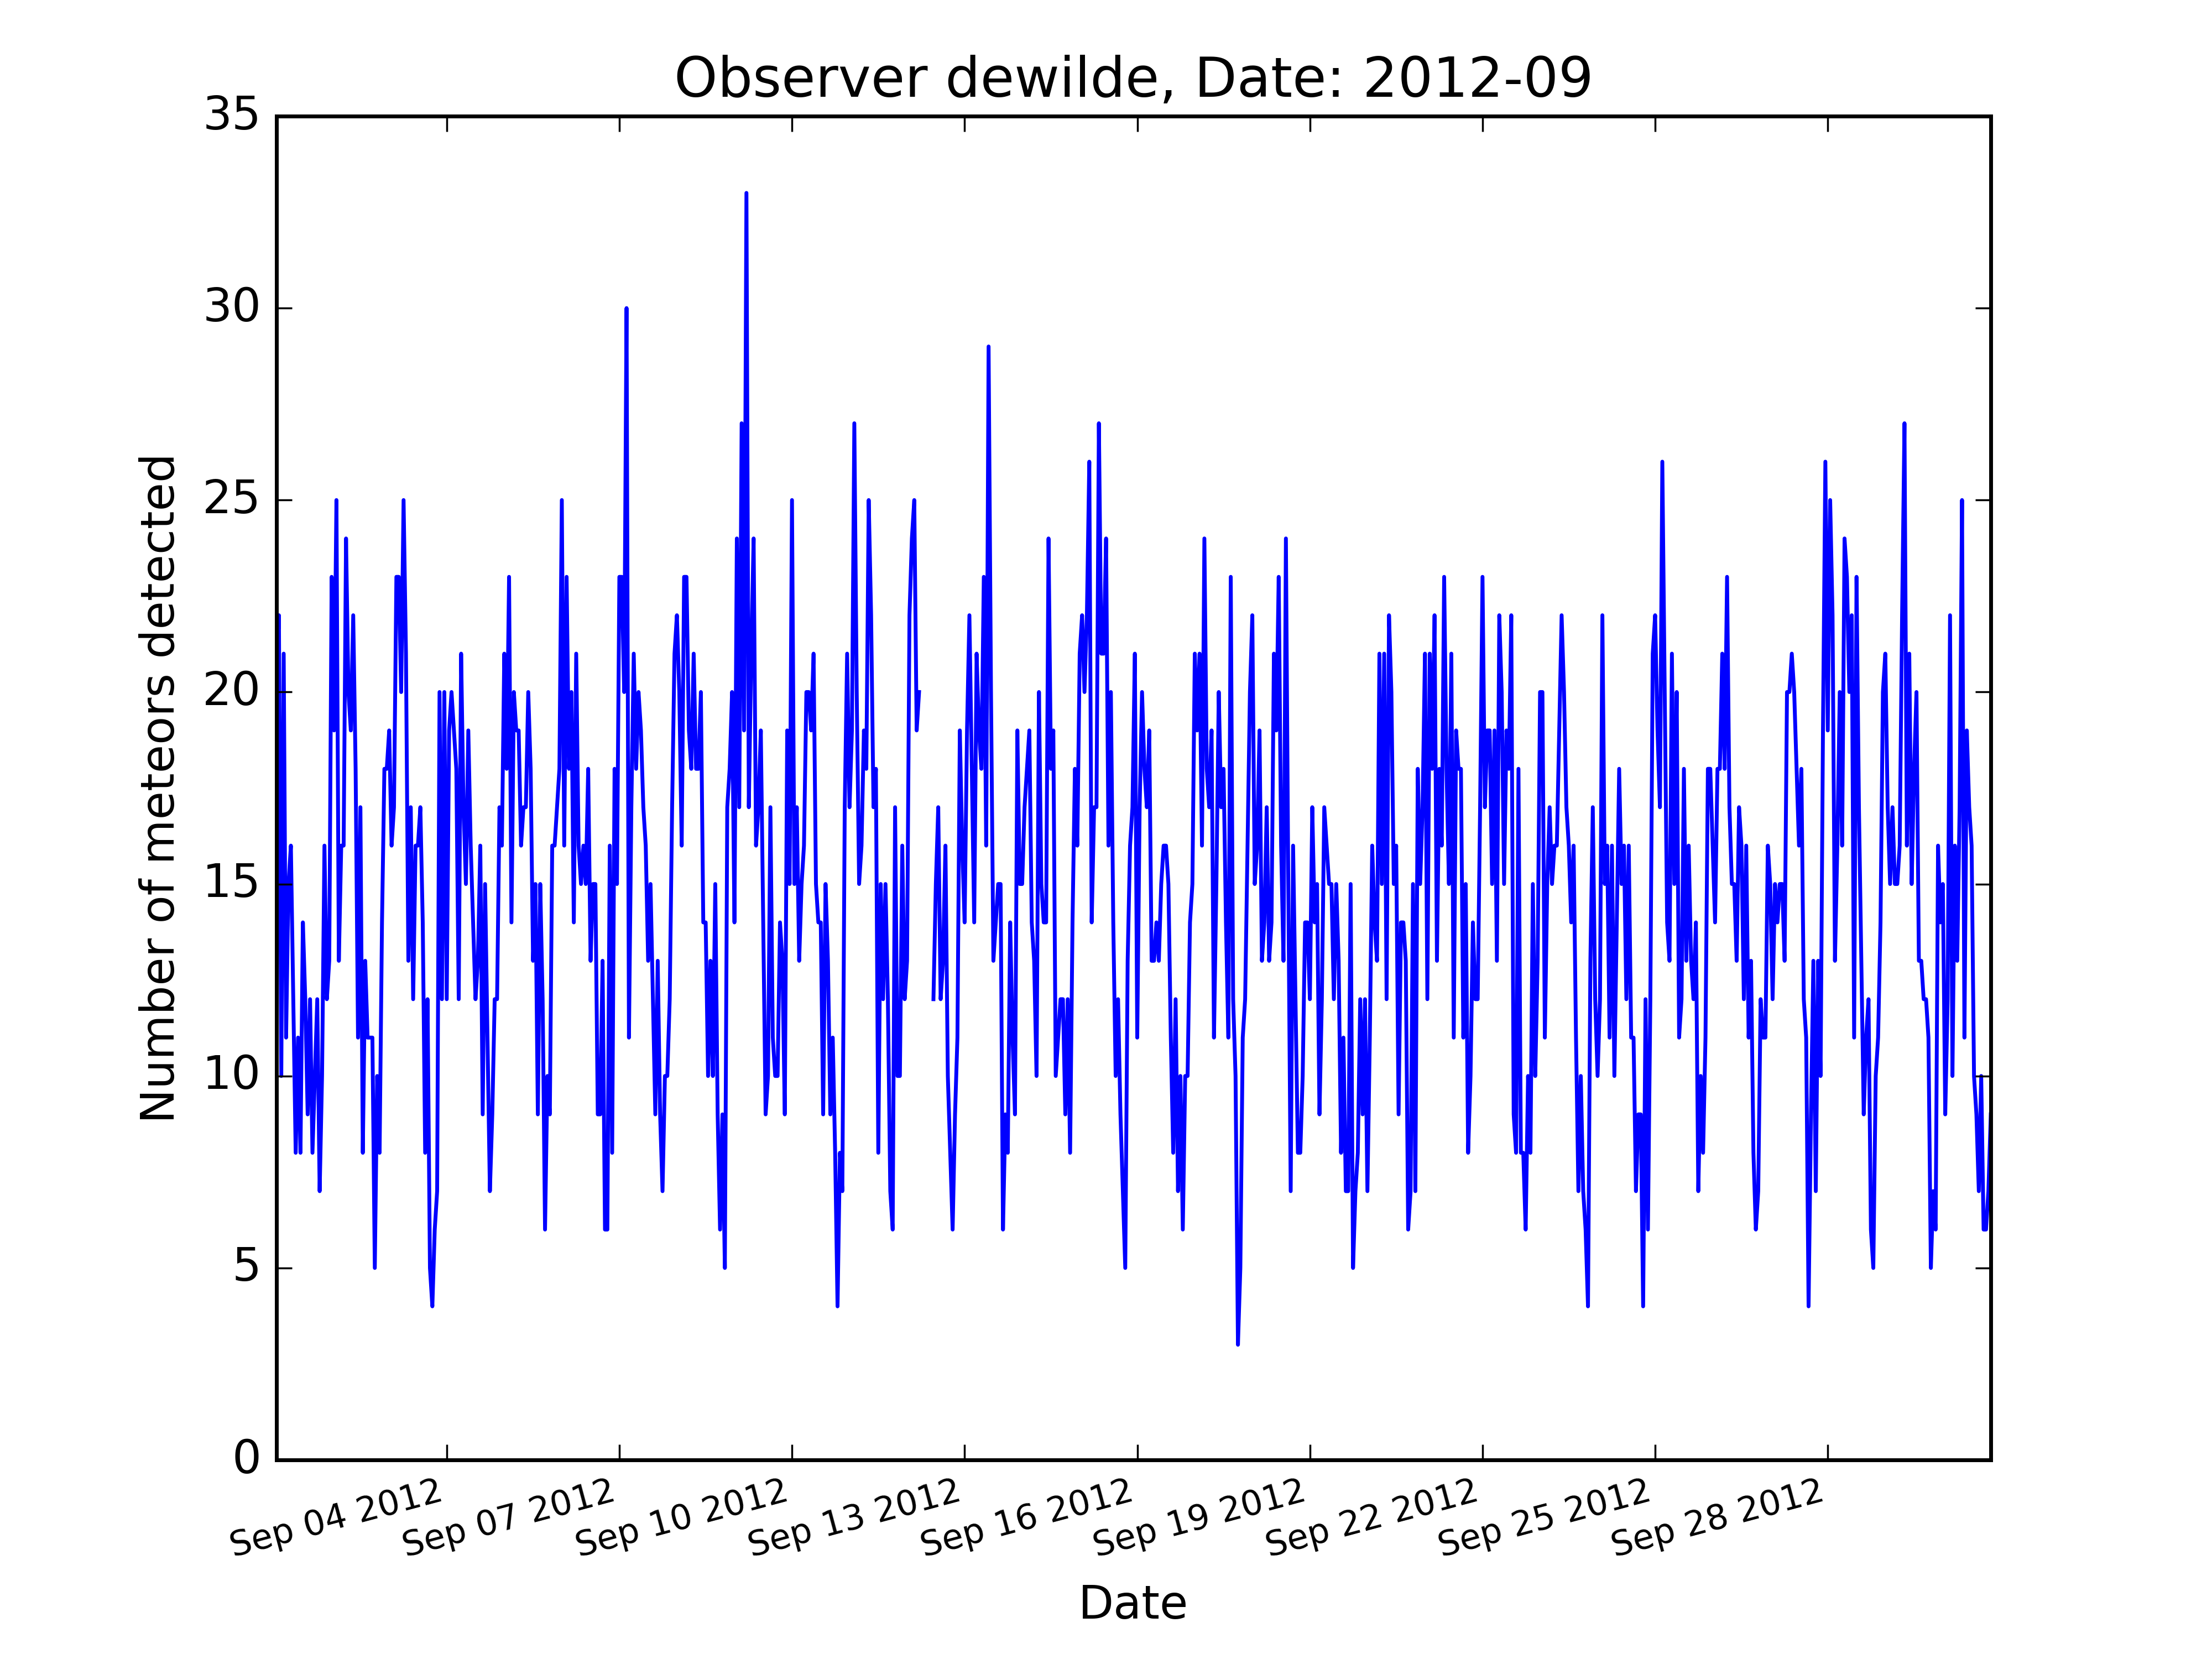 Observer dewilde, Date: 2012-09
35
30
25
20
15
10
5
0
Number of meteors detected
Sep 04 2012
Sep 07 2012
Sep 10 2012
Sep 13 2012
Sep 16 2012
Sep 19 2012
Sep 22 2012
Sep 25 2012
Sep 28 2012
Date